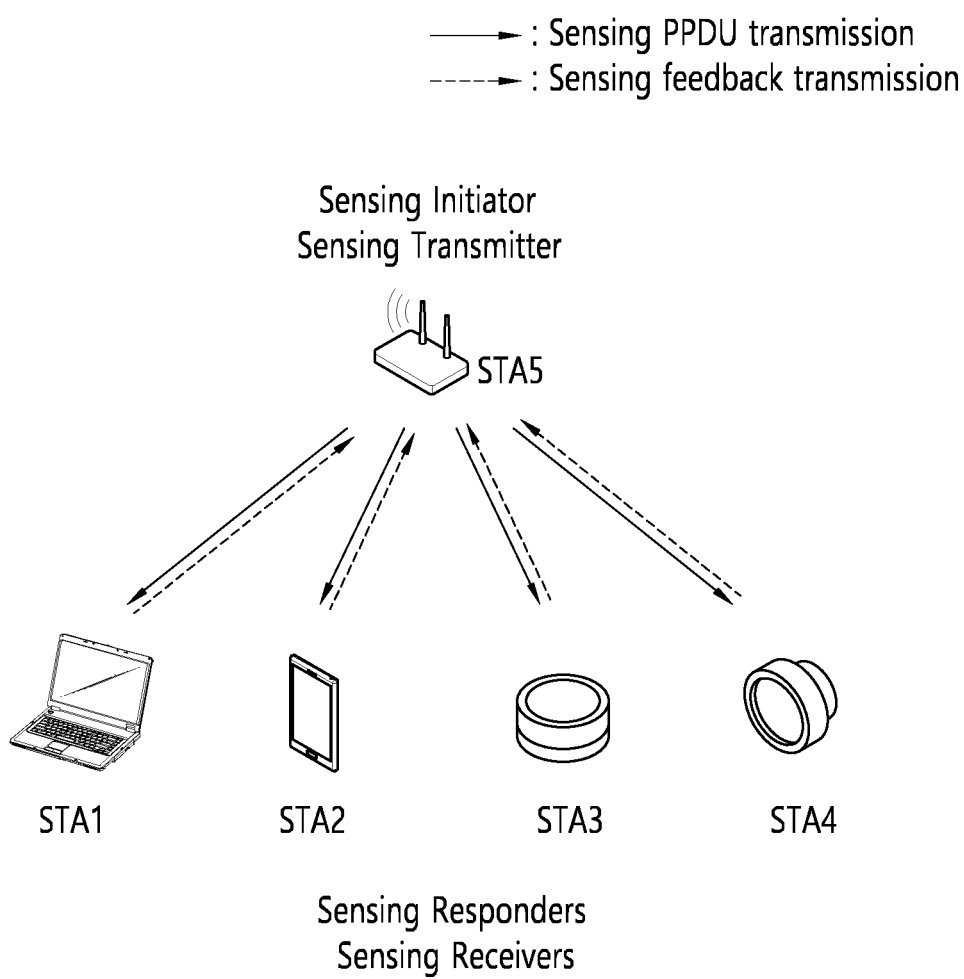 : Sensing PPDU transmission
: Sensing feedback transmission
Sensing Initiator
Sensing Transmitter
STA5
STA1 STA2 STA3 STA4
Sensing Responders
Sensing Receivers